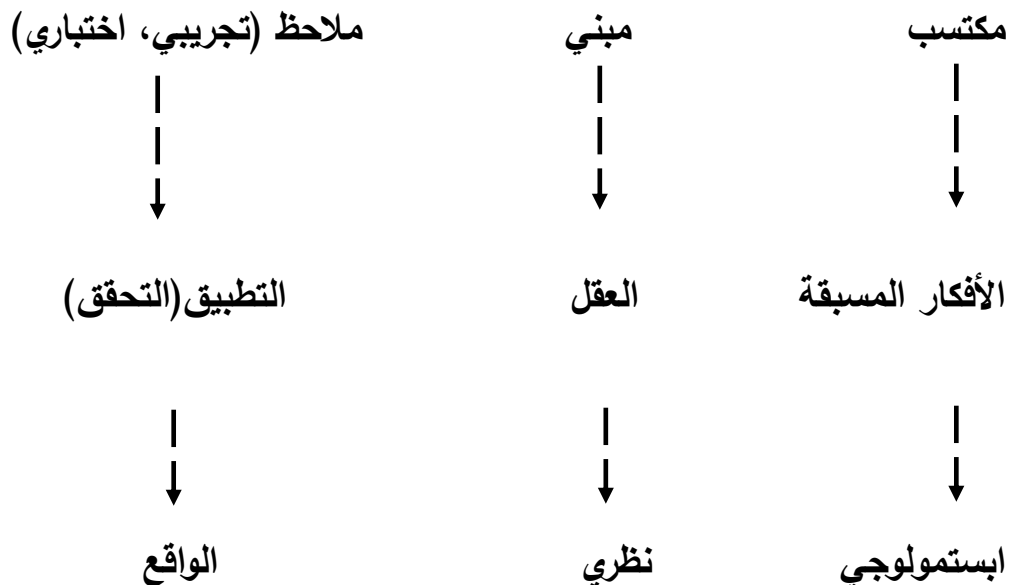 مكتسب مبني ملاحظ (تجريبي، اختباري)
الأفكار المسبقة العقل التطبيق(التحقق)
ابستمولوجي نظري الواقع